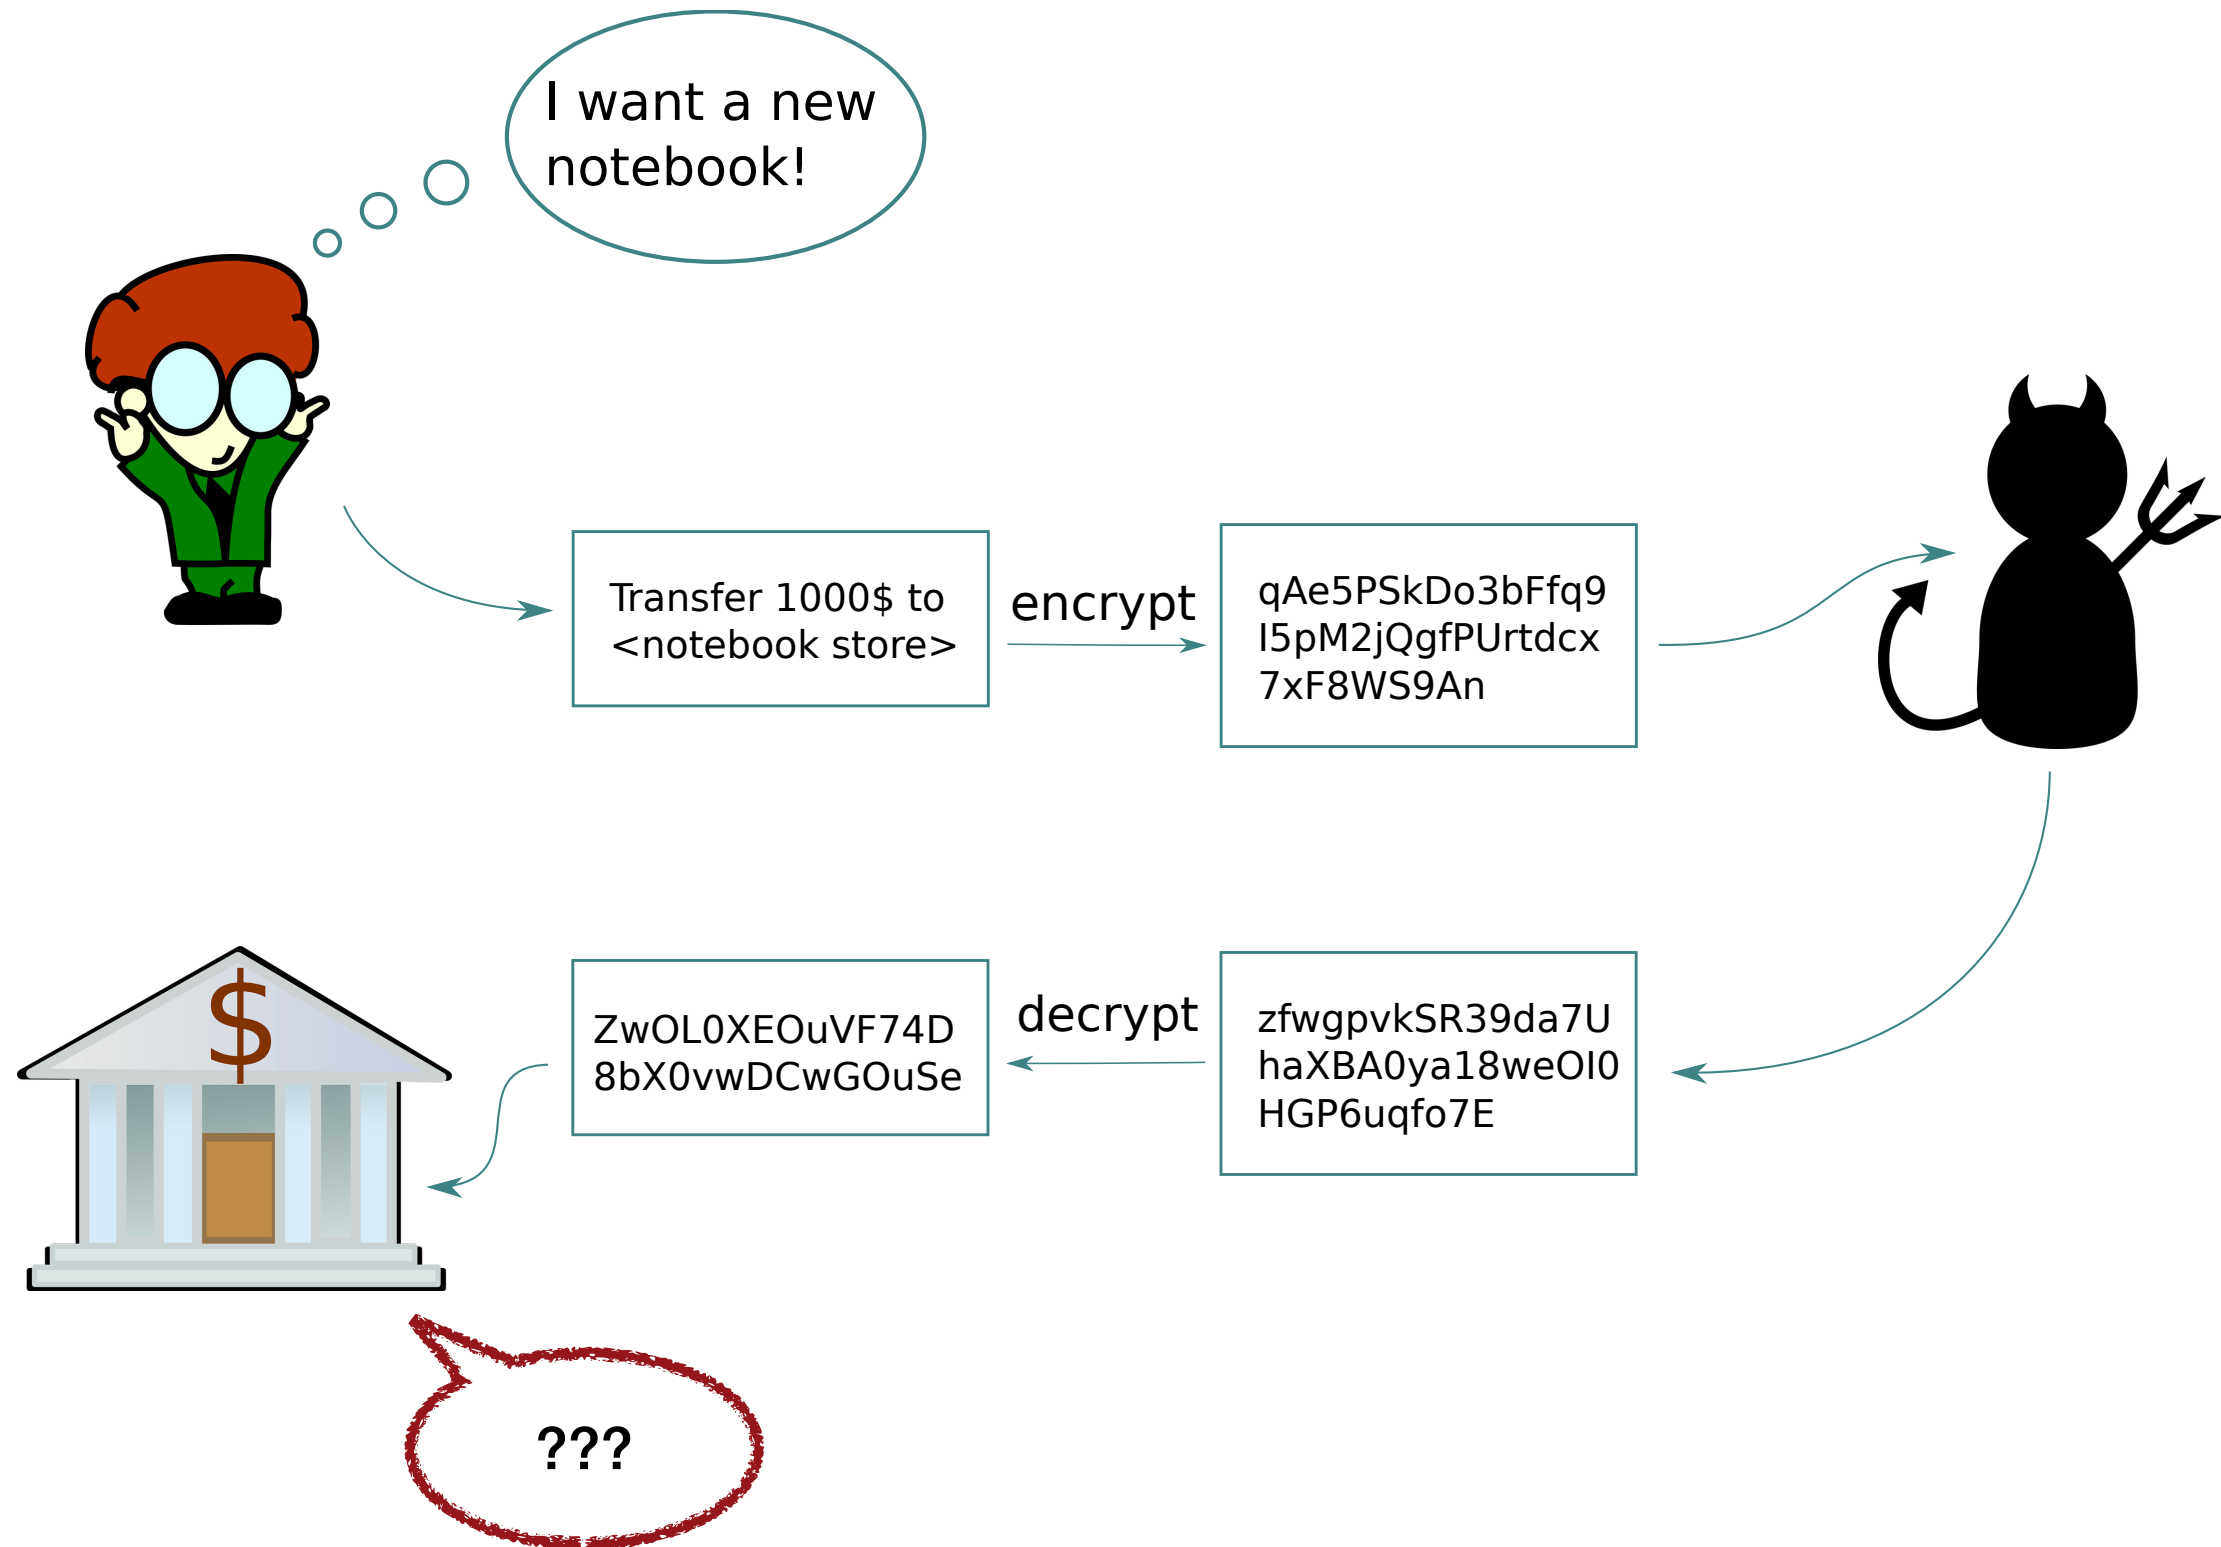 I want a new
notebook!
Transfer 1000$ to
<notebook store>
encrypt
qAe5PSkDo3bFfq9
I5pM2jQgfPUrtdcx
7xF8WS9An
$
ZwOL0XEOuVF74D
8bX0vwDCwGOuSe
decrypt
zfwgpvkSR39da7U
haXBA0ya18weOI0
HGP6uqfo7E
???